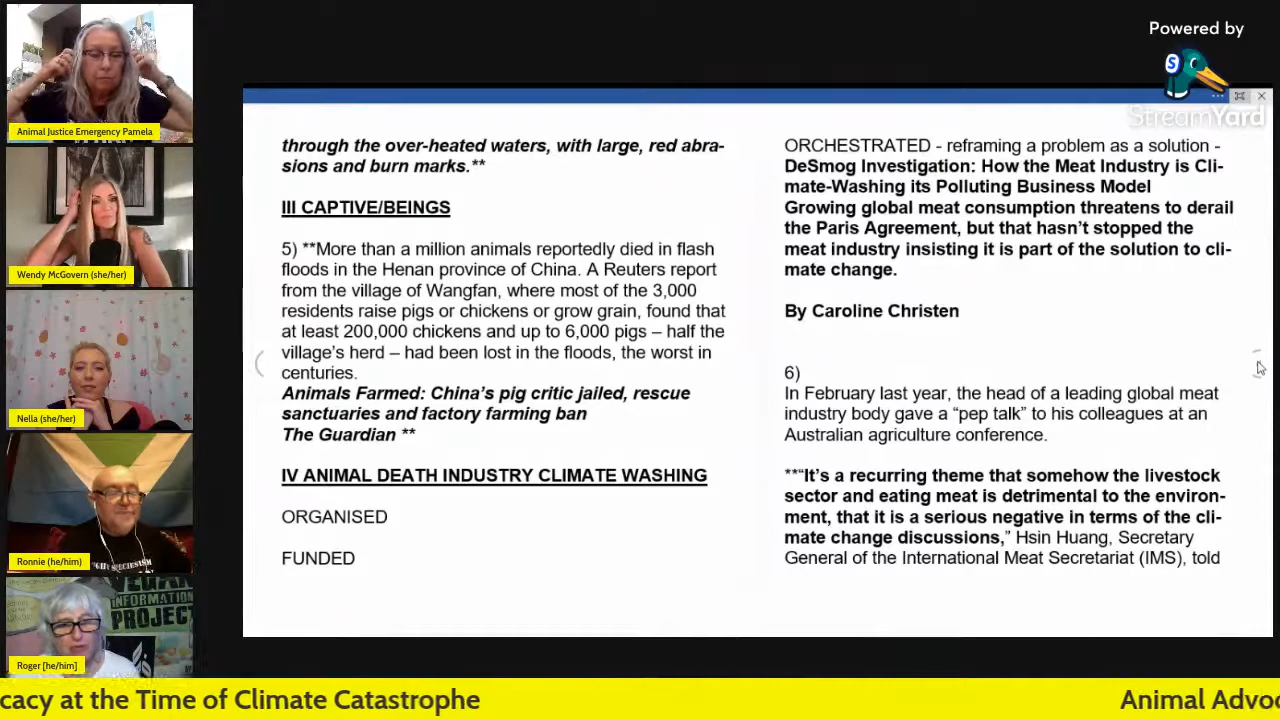 Powered by
StreamYard
Animal Justice Emergency Pamela
Wendy McGovern (she/her)
Nella (she/her)
Ronnie (he/him)
VEGAN
INFORMATION
PROJECT
Roger [he/him]
through the over-heated waters, with large, red abra-
sions and burn marks.**
III CAPTIVE/BEINGS
5) **More than a million animals reportedly died in flash
floods in the Henan province of China. A Reuters report
from the village of Wangfan, where most of the 3,000
residents raise pigs or chickens or grow grain, found that
at least 200,000 chickens and up to 6,000 pigs – half the
village's herd – had been lost in the floods, the worst in
centuries.
Animals Farmed: China's pig critic jailed, rescue
sanctuaries and factory farming ban
The Guardian **
IV ANIMAL DEATH INDUSTRY CLIMATE WASHING
ORGANISED
FUNDED
ORCHESTRATED - reframing a problem as a solution -
DeSmog Investigation: How the Meat Industry is Cli-
mate-Washing its Polluting Business Model
Growing global meat consumption threatens to derail
the Paris Agreement, but that hasn't stopped the
meat industry insisting it is part of the solution to cli-
mate change.
By Caroline Christen
6)
In February last year, the head of a leading global meat
industry body gave a “pep talk” to his colleagues at an
Australian agriculture conference.
**“It's a recurring theme that somehow the livestock
sector and eating meat is detrimental to the environ-
ment, that it is a serious negative in terms of the cli-
mate change discussions,” Hsin Huang, Secretary
General of the International Meat Secretariat (IMS), told
cacy at the Time of Climate Catastrophe
Animal Advoc